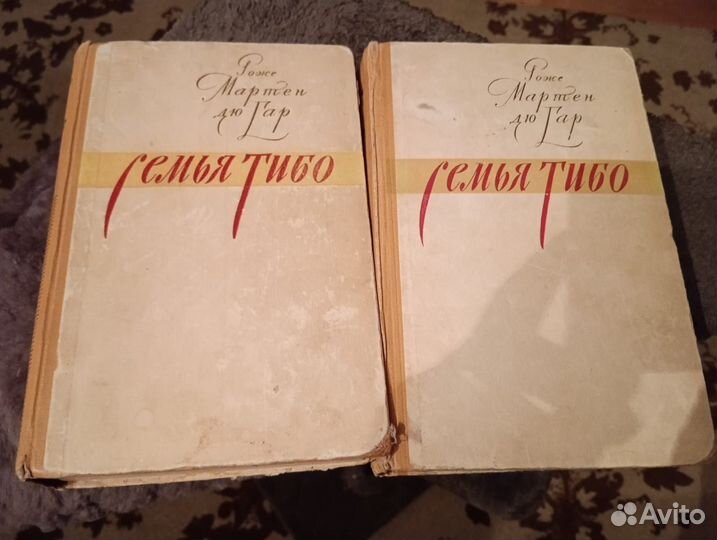 Роже
Мартен
дю Гар
Семья Тибо
Роже
Мартен
дю Гар
Семья Тибо
Avito